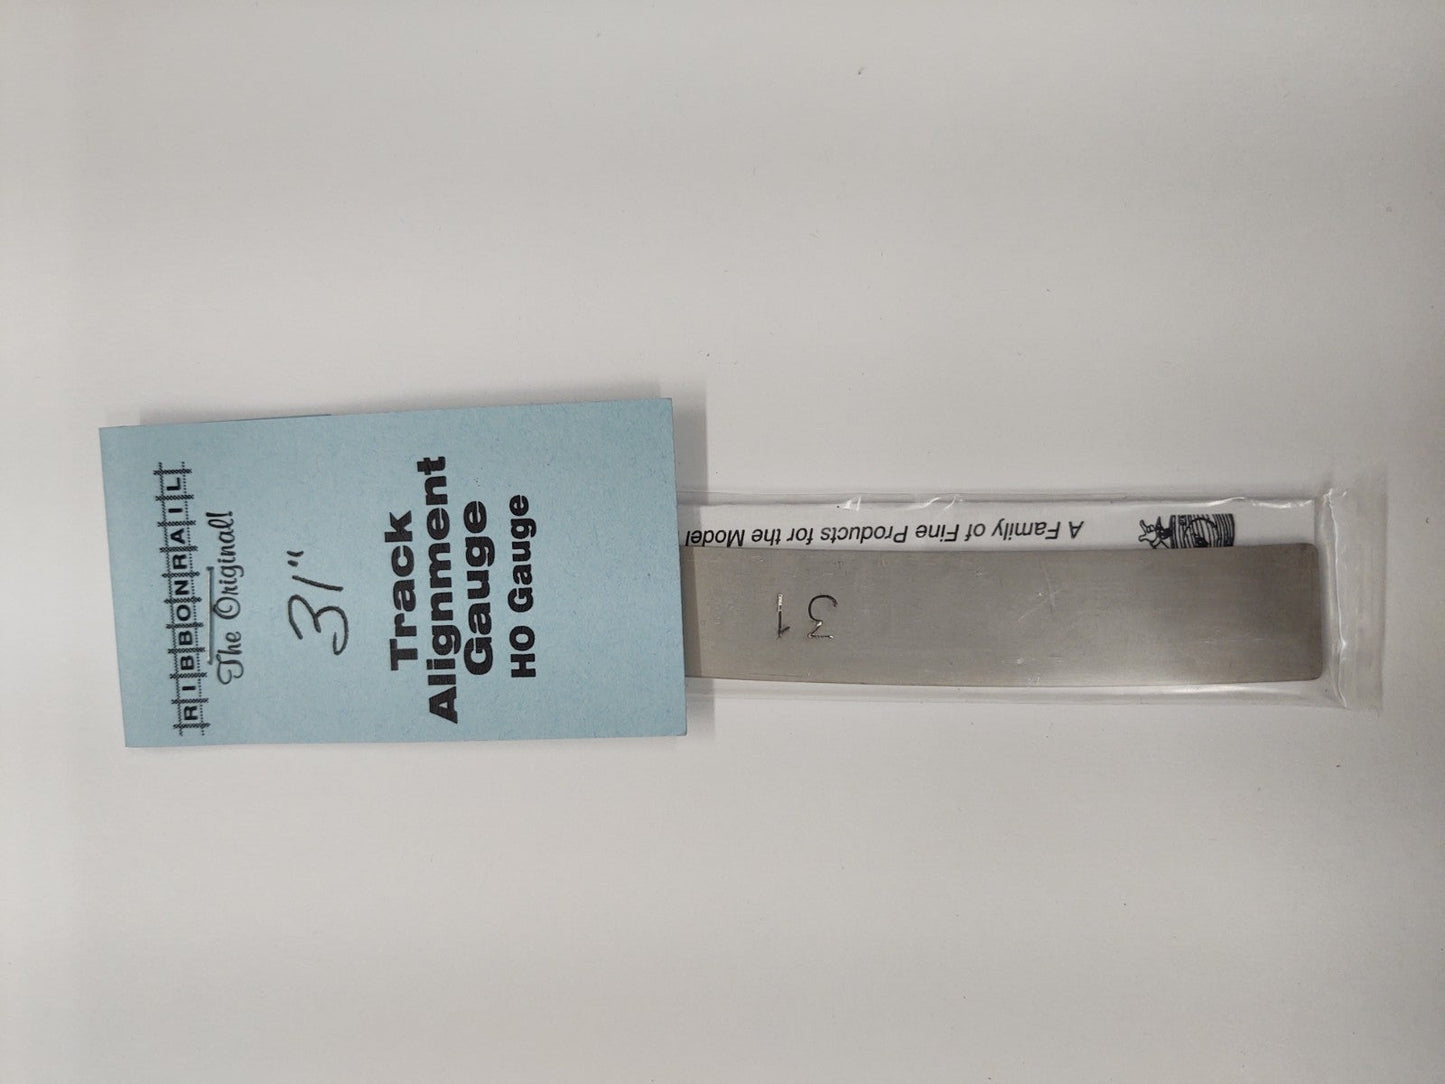 RIBBONRAIL
The Original!
31"
Track
Alignment
Gauge
HO Gauge
A Family of Fine Products for the Model
31